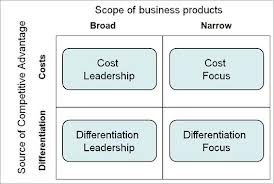 Scope of business products
Broad Narrow
Source of Competitive Advantage
Costs
Cost
Leadership
Cost
Focus
Differentiation
Differentiation
Leadership
Differentiation
Focus